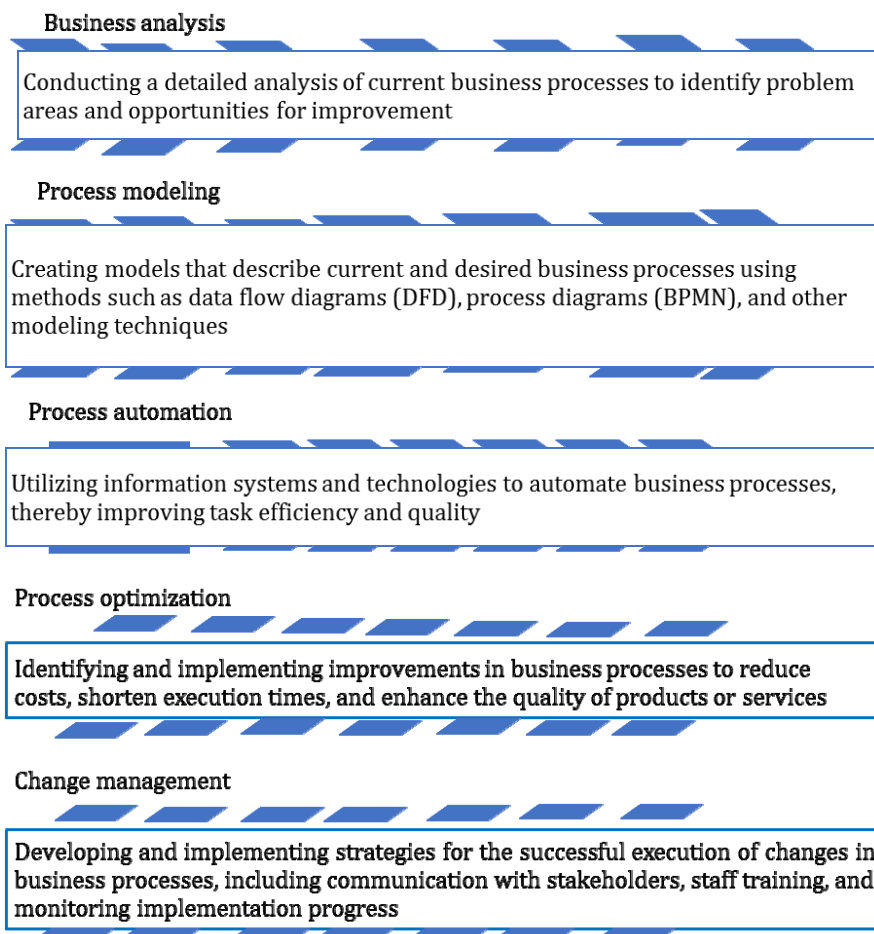 Business analysis
Conducting a detailed analysis of current business processes to identify problem
areas and opportunities for improvement
Process modeling
Creating models that describe current and desired business processes using
methods such as data flow diagrams (DFD), process diagrams (BPMN), and other
modeling techniques
Process automation
Utilizing information systems and technologies to automate business processes,
thereby improving task efficiency and quality
Process optimization
Identifying and implementing improvements in business processes to reduce
costs, shorten execution times, and enhance the quality of products or services
Change management
Developing and implementing strategies for the successful execution of changes in
business processes, including communication with stakeholders, staff training, and
monitoring implementation progress